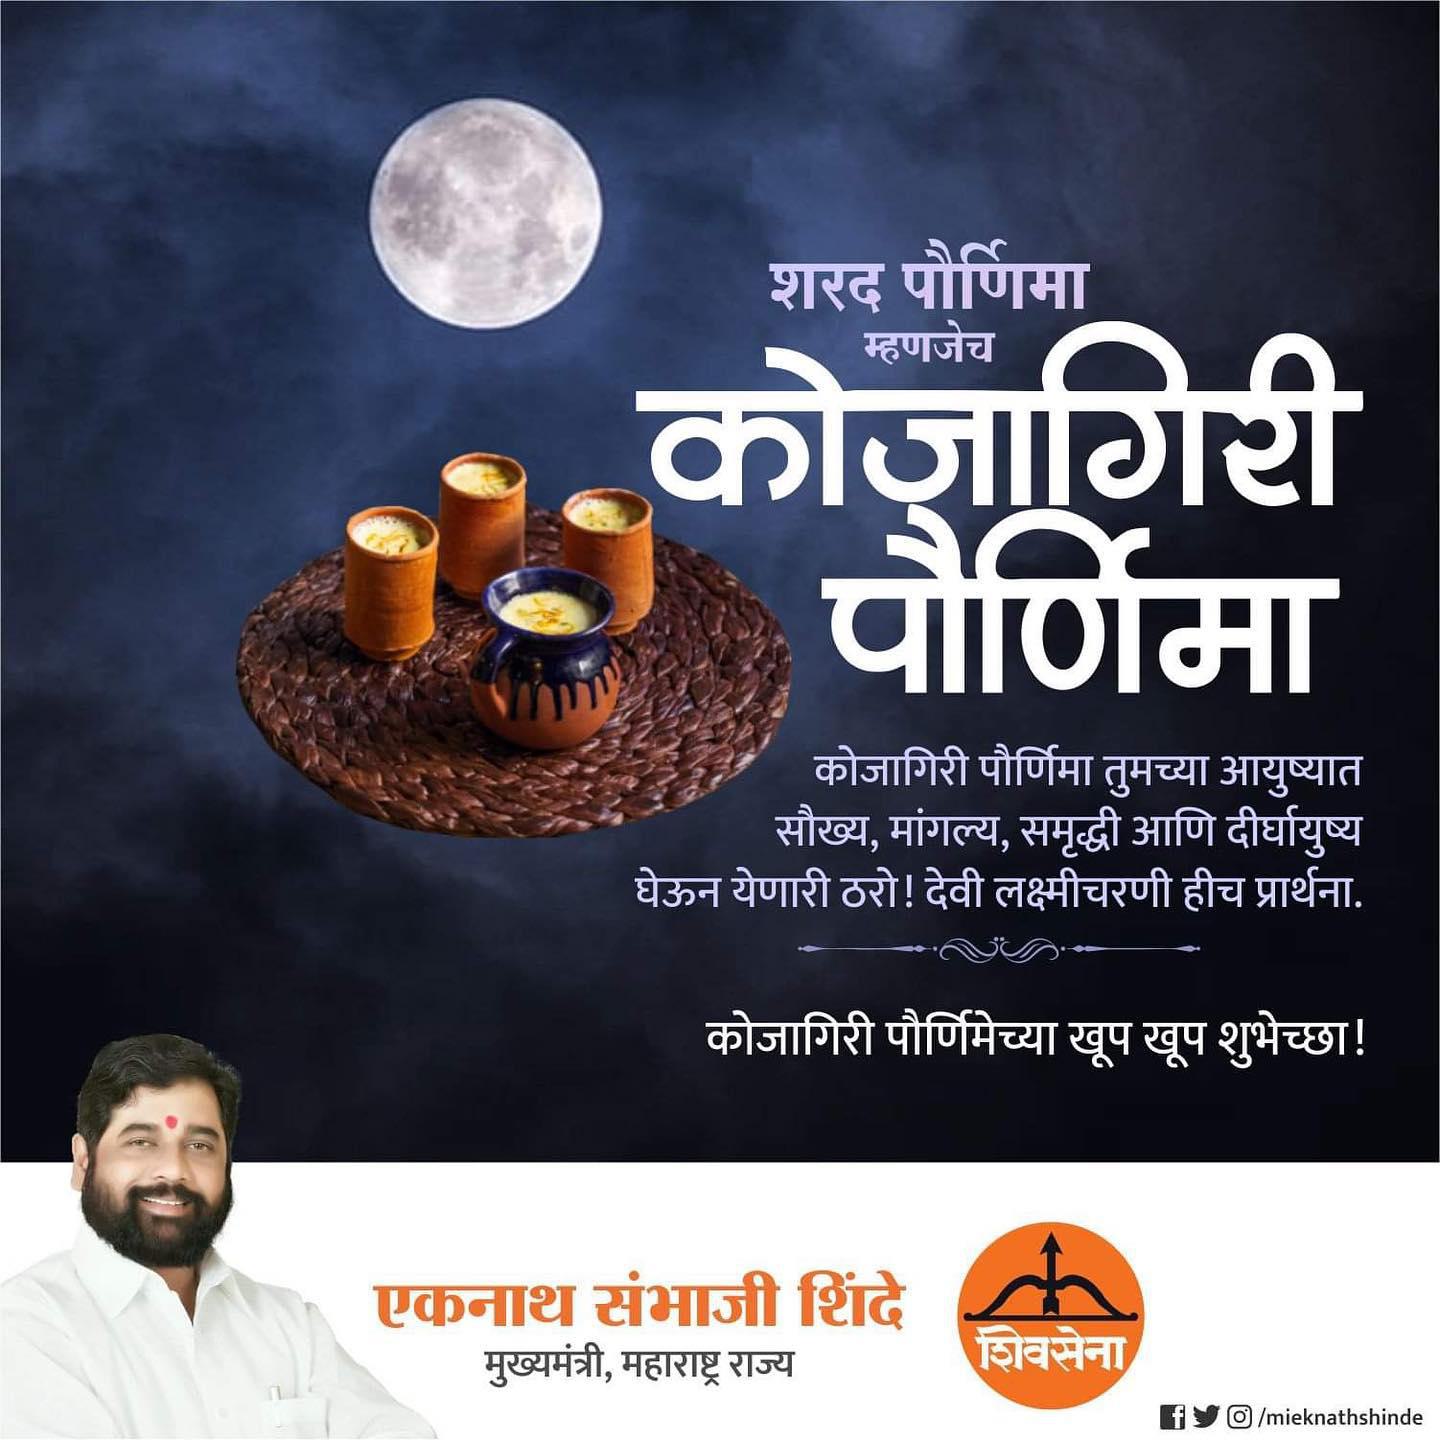 शरद पौर्णिमा
म्हणजेच
कोजागिरी
पौर्णिमा
कोजागिरी पौर्णिमा तुमच्या आयुष्यात
सौख्य, मांगल्य, समृद्धी आणि दीर्घायुष्य
घेऊन येणारी ठरो! देवी लक्ष्मीचरणी हीच प्रार्थना.
कोजागिरी पौर्णिमेच्या खूप खूप शुभेच्छा!
एकनाथ संभाजी शिंदे
मुख्यमंत्री, महाराष्ट्र राज्य
शिवसेना
/mieknathshinde